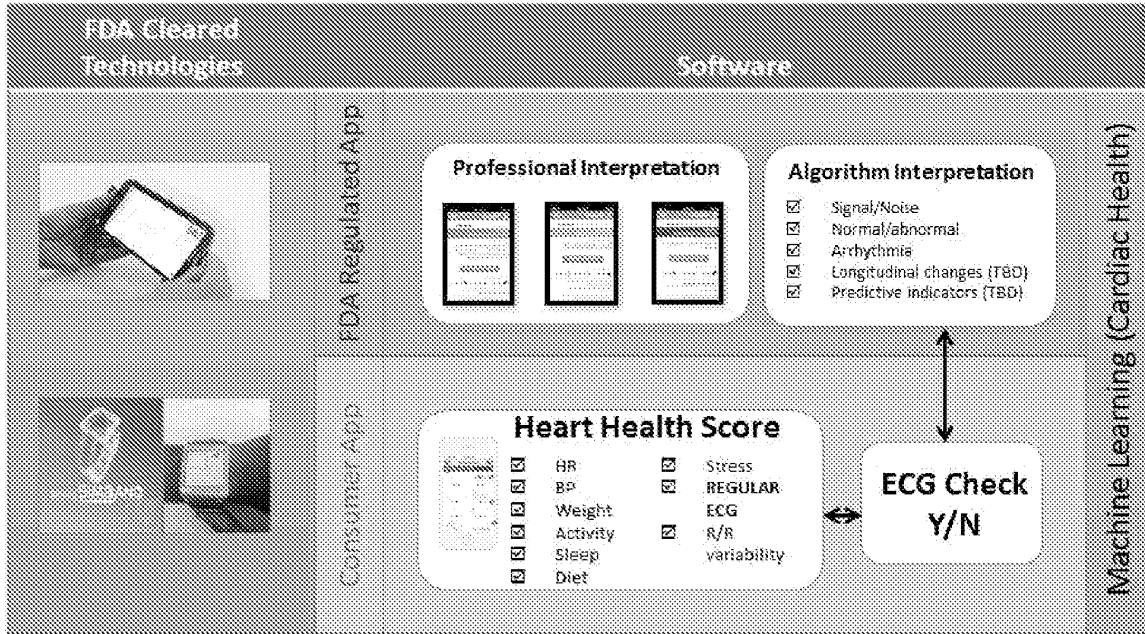 FDA Cleared
Technologies
Software
FDA Regulated App
Professional Interpretation
Algorithm Interpretation
☑ Signal/Noise
☑ Normal/abnormal
☑ Arrhythmia
☑ Longitudinal changes (TBD)
☑ Predictive indicators (TBD)
Consumer App
Heart Health Score
☑ HR
☑ BP
☑ Weight
☑ Activity
☑ Sleep
☑ Diet
☑ Stress
☑ REGULAR
ECG
☑ R/R
variability
ECG Check
Y/N
Machine Learning (Cardiac Health)